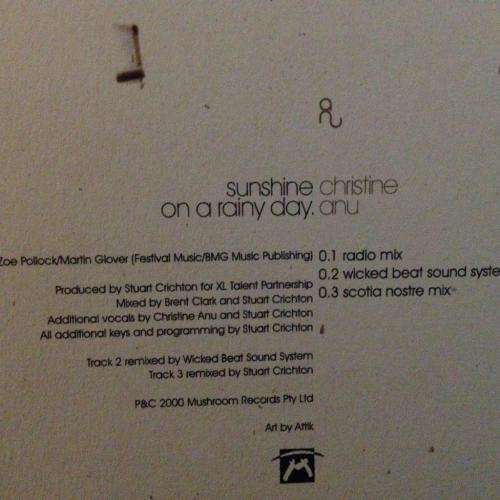 sunshine christine
on a rainy day. anu
Zoe Pollock/Martin Glover (Festival Music/BMG Music Publishing)
Produced by Stuart Crichton for XL Talent Partnership
Mixed by Brent Clark and Stuart Crichton
Additional vocals by Christine Anu and Stuart Crichton
All additional keys and programming by Stuart Crichton
Track 2 remixed by Wicked Beat Sound System
Track 3 remixed by Stuart Crichton
P&C 2000 Mushroom Records Pty Ltd
Art by Attik
0.1 radio mix
0.2 wicked beat sound syste
0.3 scotia nostre mix